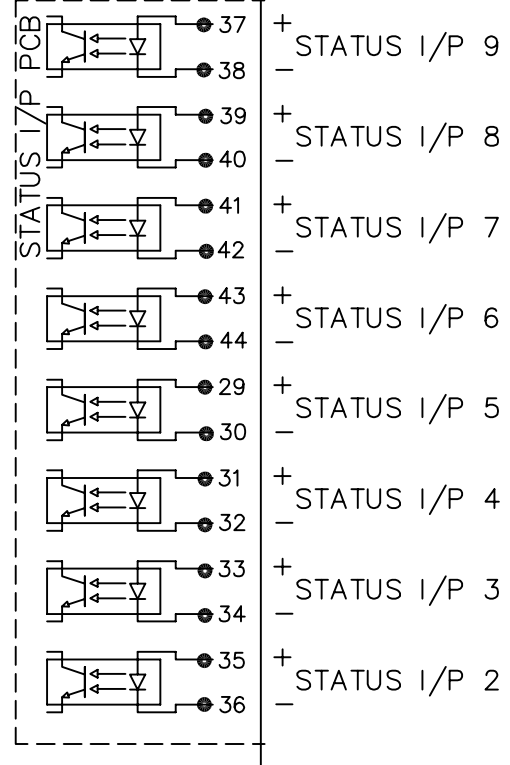 STATUS I/P PCB
37 + STATUS I/P 9
38 −
39 + STATUS I/P 8
40 −
41 + STATUS I/P 7
42 −
43 + STATUS I/P 6
44 −
29 + STATUS I/P 5
30 −
31 + STATUS I/P 4
32 −
33 + STATUS I/P 3
34 −
35 + STATUS I/P 2
36 −